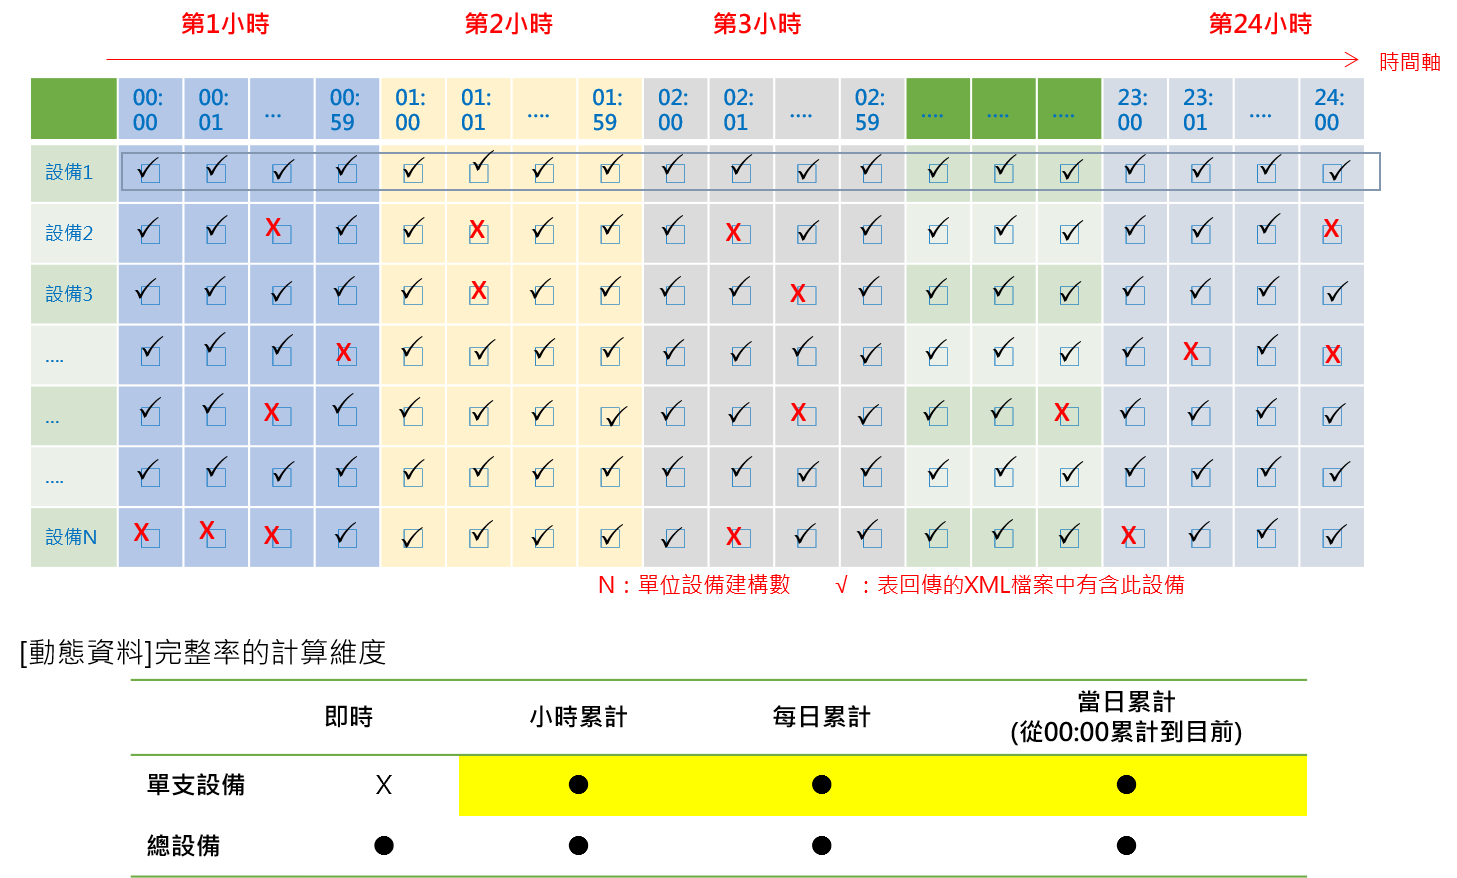 第1小時 第2小時 第3小時 第24小時
時間軸
00:00 00:01 ... 00:59 01:00 01:01 .... 01:59 02:00 02:01 .... 02:59 .... .... .... 23:00 23:01 .... 24:00
設備1 ✓ ✓ ✓ ✓ ✓ ✓ ✓ ✓ ✓ ✓ ✓ ✓ ✓ ✓ ✓ ✓ ✓ ✓ ✓
設備2 ✓ ✓ X ✓ ✓ X ✓ ✓ ✓ X ✓ ✓ ✓ ✓ ✓ ✓ ✓ ✓ X
設備3 ✓ ✓ ✓ ✓ ✓ X ✓ ✓ ✓ ✓ X ✓ ✓ ✓ ✓ ✓ ✓ ✓ ✓
.... ✓ ✓ ✓ X ✓ ✓ ✓ ✓ ✓ ✓ ✓ ✓ ✓ ✓ ✓ ✓ X ✓ X
... ✓ ✓ X ✓ ✓ ✓ ✓ ✓ ✓ ✓ X ✓ ✓ ✓ X ✓ ✓ ✓ ✓
.... ✓ ✓ ✓ ✓ ✓ ✓ ✓ ✓ ✓ ✓ ✓ ✓ ✓ ✓ ✓ ✓ ✓ ✓ ✓
設備N X X X ✓ ✓ ✓ ✓ ✓ ✓ X ✓ ✓ ✓ ✓ ✓ X ✓ ✓ ✓
N：單位設備建構數 √ ：表回傳的XML檔案中有含此設備
[動態資料]完整率的計算維度
即時 小時累計 每日累計 當日累計
(從00:00累計到目前)
單支設備 X ● ● ●
總設備 ● ● ● ●